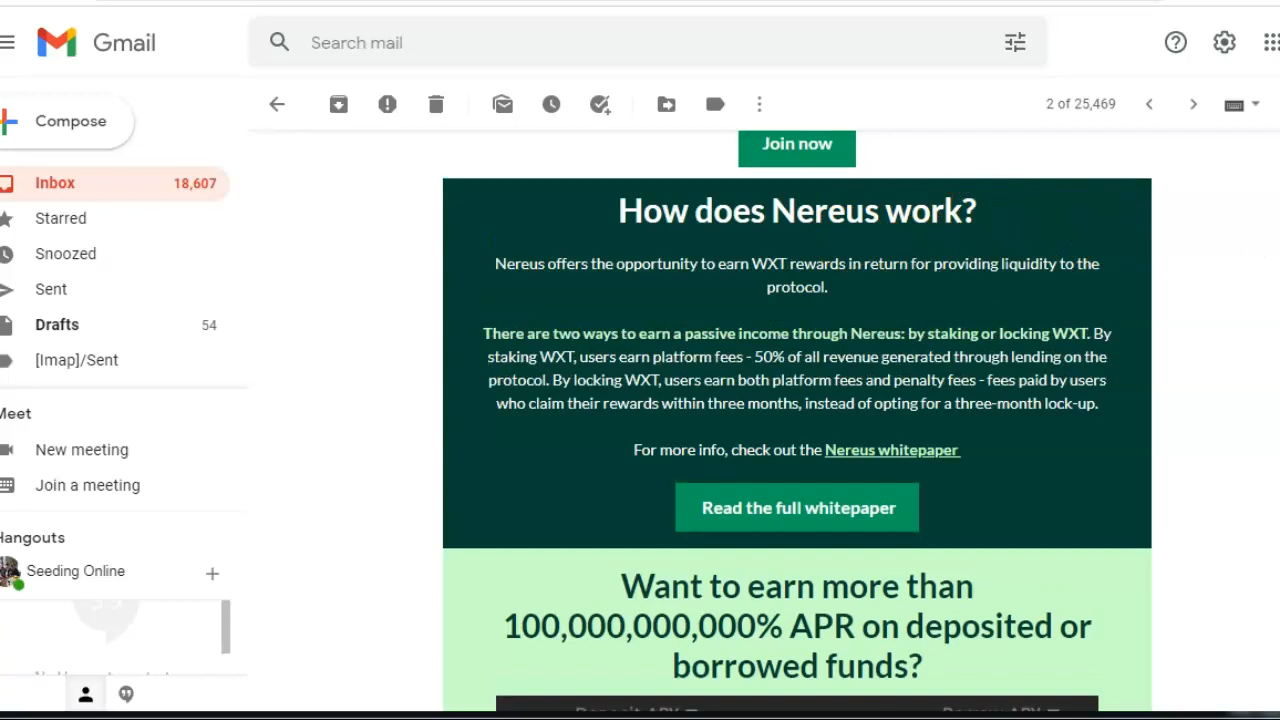 Gmail
Search mail
Compose
2 of 25,469
Join now
Inbox 18,607
Starred
Snoozed
Sent
Drafts 54
[Imap]/Sent
Meet
New meeting
Join a meeting
Hangouts
Seeding Online
How does Nereus work?
Nereus offers the opportunity to earn WXT rewards in return for providing liquidity to the
protocol.
There are two ways to earn a passive income through Nereus: by staking or locking WXT. By
staking WXT, users earn platform fees - 50% of all revenue generated through lending on the
protocol. By locking WXT, users earn both platform fees and penalty fees - fees paid by users
who claim their rewards within three months, instead of opting for a three-month lock-up.
For more info, check out the Nereus whitepaper
Read the full whitepaper
Want to earn more than
100,000,000,000% APR on deposited or
borrowed funds?
Deposit APY Borrow APY